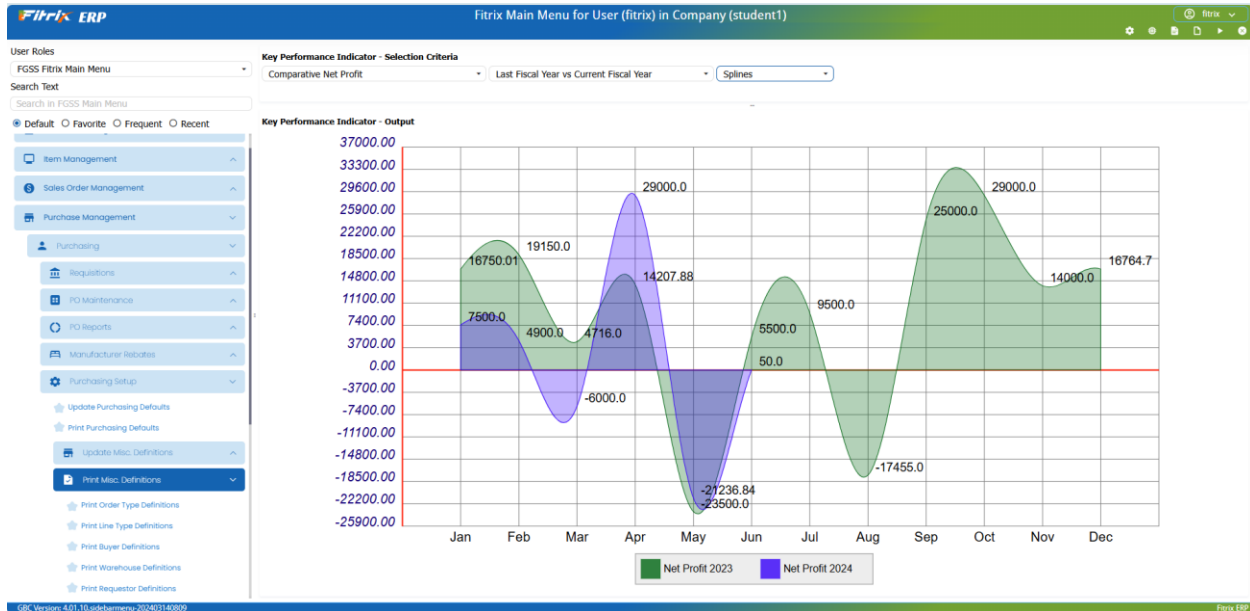 Fitrix ERP
Fitrix Main Menu for User (fitrix) in Company (student1)
fitrix
User Roles
FGSS Fitrix Main Menu
Search Text
Search in FGSS Main Menu
Default Favorite Frequent Recent
Item Management
Sales Order Management
Purchase Management
Purchasing
Requisitions
PO Maintenance
PO Reports
Manufacturer Rebates
Purchasing Setup
Update Purchasing Defaults
Print Purchasing Defaults
Update Misc. Definitions
Print Misc. Definitions
Print Order Type Definitions
Print Line Type Definitions
Print Buyer Definitions
Print Warehouse Definitions
Print Requestor Definitions
Key Performance Indicator - Selection Criteria
Comparative Net Profit Last Fiscal Year vs Current Fiscal Year Splines
Key Performance Indicator - Output
37000.00
33300.00
29600.00
25900.00
22200.00
18500.00
14800.00
11100.00
7400.00
3700.00
0.00
-3700.00
-7400.00
-11100.00
-14800.00
-18500.00
-22200.00
-25900.00
16750.01
19150.0
4716.0
14207.88
-23500.0
5500.0
9500.0
-17455.0
25000.0
29000.0
14000.0
16764.7
7500.0
4900.0
-6000.0
29000.0
-21236.84
50.0
Jan Feb Mar Apr May Jun Jul Aug Sep Oct Nov Dec
Net Profit 2023 Net Profit 2024
GBC Version: 4.01.10.sidebarmenu-202403140809
Fitrix ERP